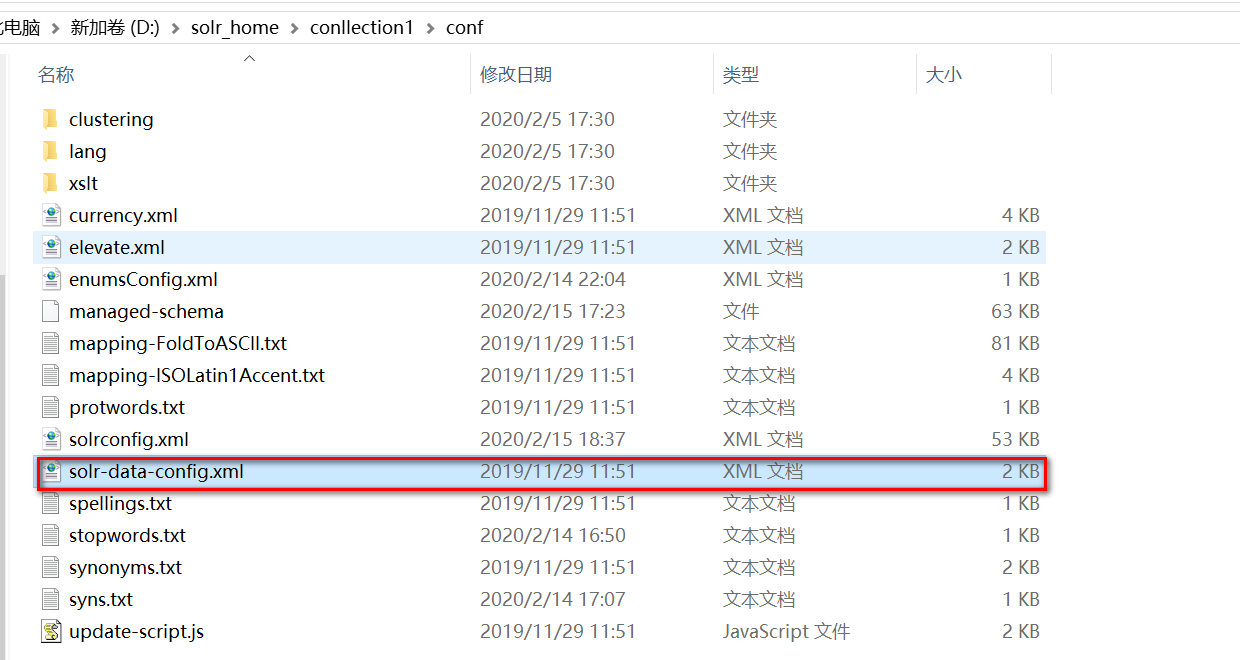 电脑 新加卷 (D:) solr_home conllection1 conf
名称 修改日期 类型 大小
clustering 2020/2/5 17:30 文件夹
lang 2020/2/5 17:30 文件夹
xslt 2020/2/5 17:30 文件夹
currency.xml 2019/11/29 11:51 XML 文档 4 KB
elevate.xml 2019/11/29 11:51 XML 文档 2 KB
enumsConfig.xml 2020/2/14 22:04 XML 文档 1 KB
managed-schema 2020/2/15 17:23 文件 63 KB
mapping-FoldToASCII.txt 2019/11/29 11:51 文本文档 81 KB
mapping-ISOLatin1Accent.txt 2019/11/29 11:51 文本文档 4 KB
protwords.txt 2019/11/29 11:51 文本文档 1 KB
solrconfig.xml 2020/2/15 18:37 XML 文档 53 KB
solr-data-config.xml 2019/11/29 11:51 XML 文档 2 KB
spellings.txt 2019/11/29 11:51 文本文档 1 KB
stopwords.txt 2020/2/14 16:50 文本文档 1 KB
synonyms.txt 2019/11/29 11:51 文本文档 2 KB
syns.txt 2020/2/14 17:07 文本文档 1 KB
update-script.js 2019/11/29 11:51 JavaScript 文件 2 KB